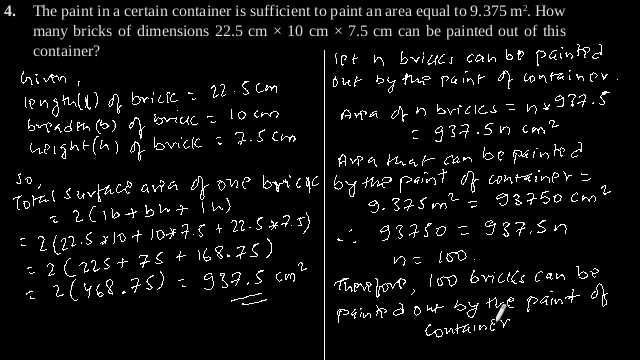 4. The paint in a certain container is sufficient to paint an area equal to 9.375 m². How
many bricks of dimensions 22.5 cm × 10 cm × 7.5 cm can be painted out of this
container?
Given,
length(l) of brick = 22.5 cm
breadth(b) of brick = 10 cm
height(h) of brick = 7.5 cm
So,
Total surface area of one brick
= 2(lb + bh + lh)
= 2(22.5*10 + 10*7.5 + 22.5*7.5)
= 2(225 + 75 + 168.75)
= 2(468.75) = 937.5 cm²
let n bricks can be painted
out by the paint of container.
Area of n bricks = n*937.5
= 937.5n cm²
Area that can be painted
by the paint of container =
9.375m² = 93750 cm²
∴ 93750 = 937.5n
n = 100.
Therefore, 100 bricks can be
painted out by the paint of
container